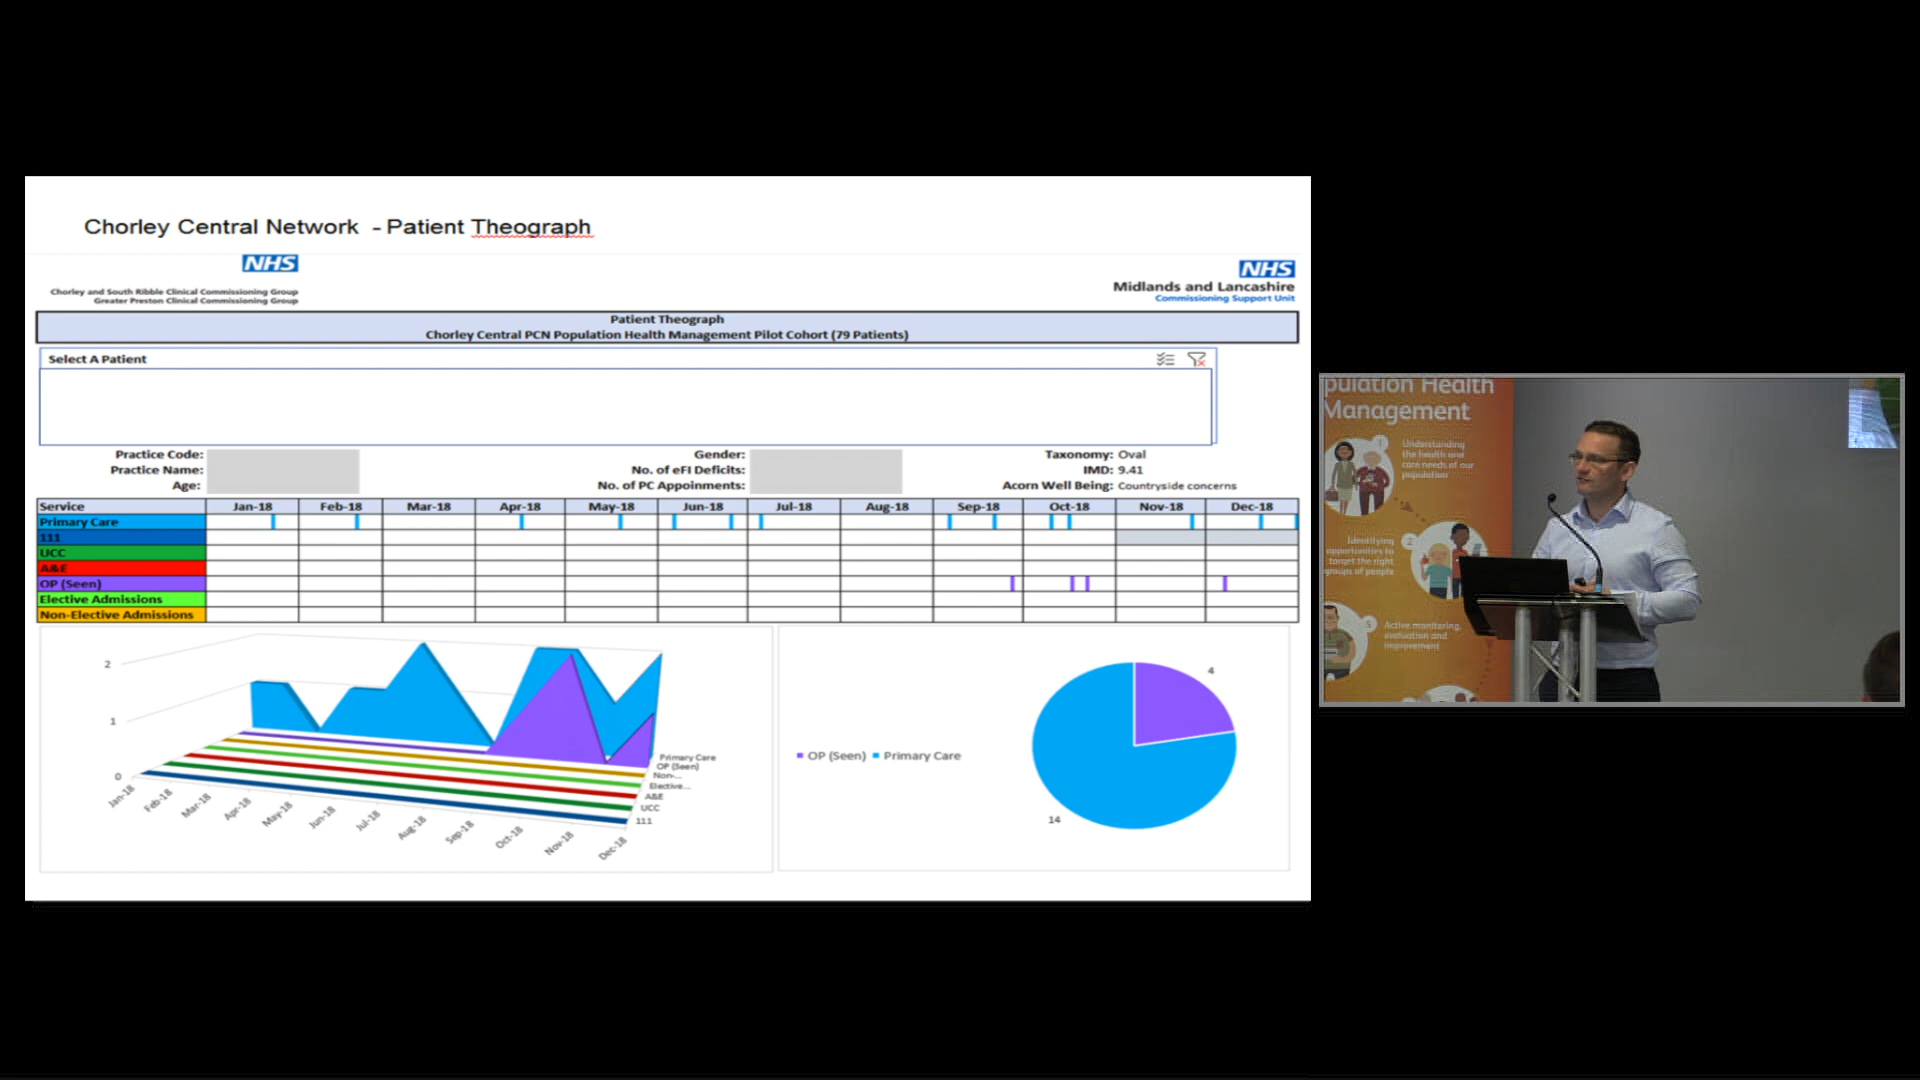 Chorley Central Network - Patient Theograph
NHS
Chorley and South Ribble Clinical Commissioning Group
Greater Preston Clinical Commissioning Group
NHS
Midlands and Lancashire
Commissioning Support Unit
Patient Theograph
Chorley Central PCN Population Health Management Pilot Cohort (79 Patients)
Select A Patient
Practice Code:
Practice Name:
Age:
Gender:
No. of eFI Deficits:
No. of PC Appoinments:
Taxonomy: Oval
IMD: 9.41
Acorn Well Being: Countryside concerns
Service Jan-18 Feb-18 Mar-18 Apr-18 May-18 Jun-18 Jul-18 Aug-18 Sep-18 Oct-18 Nov-18 Dec-18
Primary Care
111
UCC
A&E
OP (Seen)
Elective Admissions
Non-Elective Admissions
2
1
0
Jan-18 Feb-18 Mar-18 Apr-18 May-18 Jun-18 Jul-18 Aug-18 Sep-18 Oct-18 Nov-18 Dec-18
Primary Care
OP (Seen)
Non-...
Elective...
A&E
UCC
111
OP (Seen) Primary Care
4
14
pulation Health
Management
1
Understanding
the health and
care needs of our
population
2
Identifying
opportunities to
target the right
groups of people
5
Active monitoring,
evaluation and
improvement